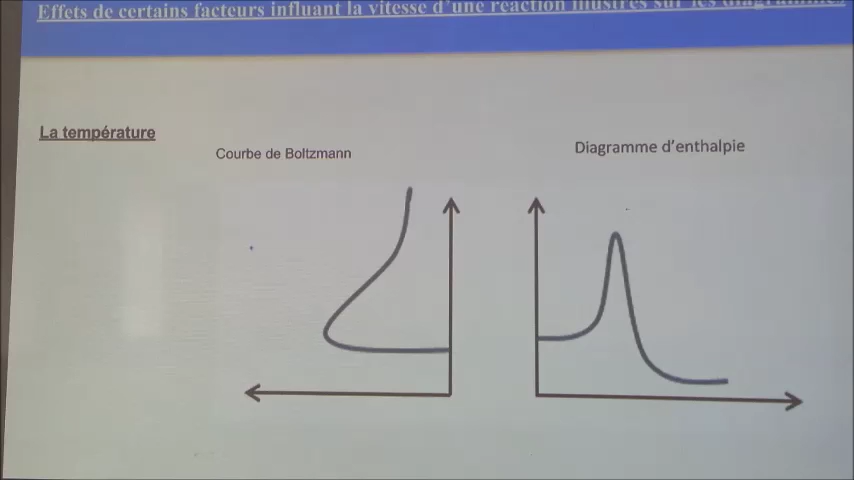 Effets de certains facteurs influant la vitesse d'une réaction illustrés sur les diagrammes
La température
Courbe de Boltzmann
Diagramme d'enthalpie